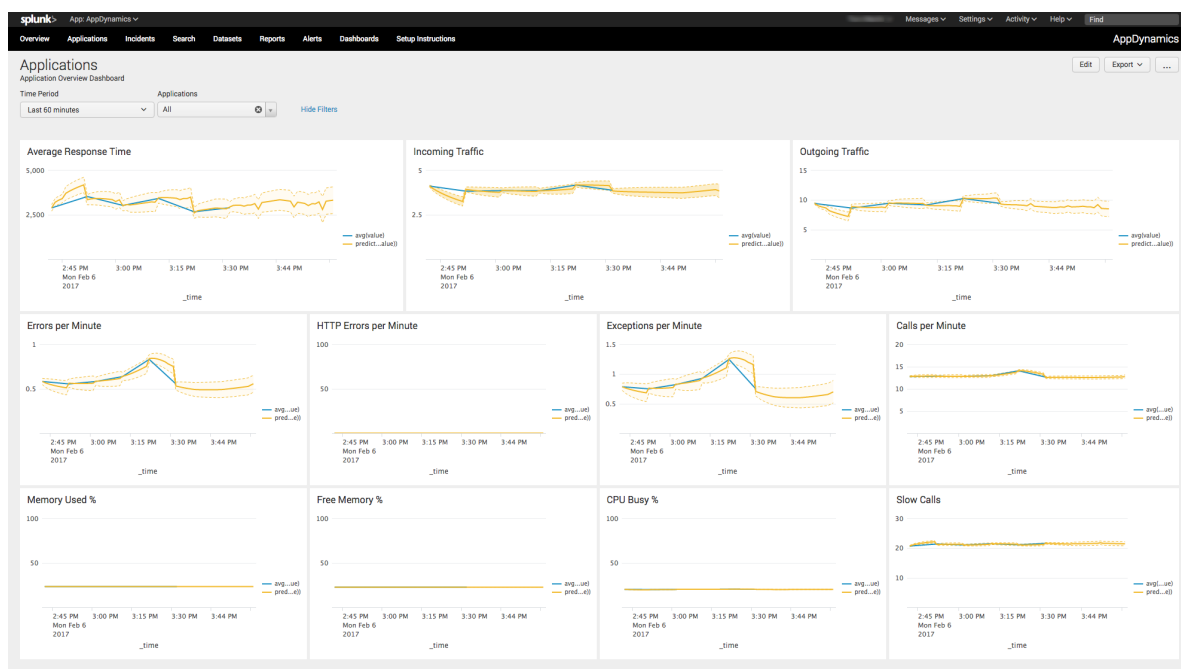 splunk> App: AppDynamics Messages Settings Activity Help Find
Overview Applications Incidents Search Datasets Reports Alerts Dashboards Setup Instructions AppDynamics
Applications Edit Export ...
Application Overview Dashboard
Time Period Applications
Last 60 minutes All Hide Filters
Average Response Time
5,000
2,500
avg(value)
predict...alue))
2:45 PM 3:00 PM 3:15 PM 3:30 PM 3:44 PM
Mon Feb 6
2017
_time
Incoming Traffic
5
2.5
avg(value)
predict...alue))
2:45 PM 3:00 PM 3:15 PM 3:30 PM 3:44 PM
Mon Feb 6
2017
_time
Outgoing Traffic
15
10
5
avg(value)
predict...alue))
2:45 PM 3:00 PM 3:15 PM 3:30 PM 3:44 PM
Mon Feb 6
2017
_time
Errors per Minute
1
0.5
avg...ue)
pred...e))
2:45 PM 3:00 PM 3:15 PM 3:30 PM 3:44 PM
Mon Feb 6
2017
_time
HTTP Errors per Minute
100
50
avg...ue)
pred...e))
2:45 PM 3:00 PM 3:15 PM 3:30 PM 3:44 PM
Mon Feb 6
2017
_time
Exceptions per Minute
1.5
1
0.5
avg...ue)
pred...e))
2:45 PM 3:00 PM 3:15 PM 3:30 PM 3:44 PM
Mon Feb 6
2017
_time
Calls per Minute
20
15
10
5
avg(...ue)
pred...e))
2:45 PM 3:00 PM 3:15 PM 3:30 PM 3:44 PM
Mon Feb 6
2017
_time
Memory Used %
100
50
avg...ue)
pred...e))
2:45 PM 3:00 PM 3:15 PM 3:30 PM 3:44 PM
Mon Feb 6
2017
_time
Free Memory %
100
50
avg...ue)
pred...e))
2:45 PM 3:00 PM 3:15 PM 3:30 PM 3:44 PM
Mon Feb 6
2017
_time
CPU Busy %
100
50
avg...ue)
pred...e))
2:45 PM 3:00 PM 3:15 PM 3:30 PM 3:44 PM
Mon Feb 6
2017
_time
Slow Calls
30
20
10
avg(...ue)
pred...e))
2:45 PM 3:00 PM 3:15 PM 3:30 PM 3:44 PM
Mon Feb 6
2017
_time